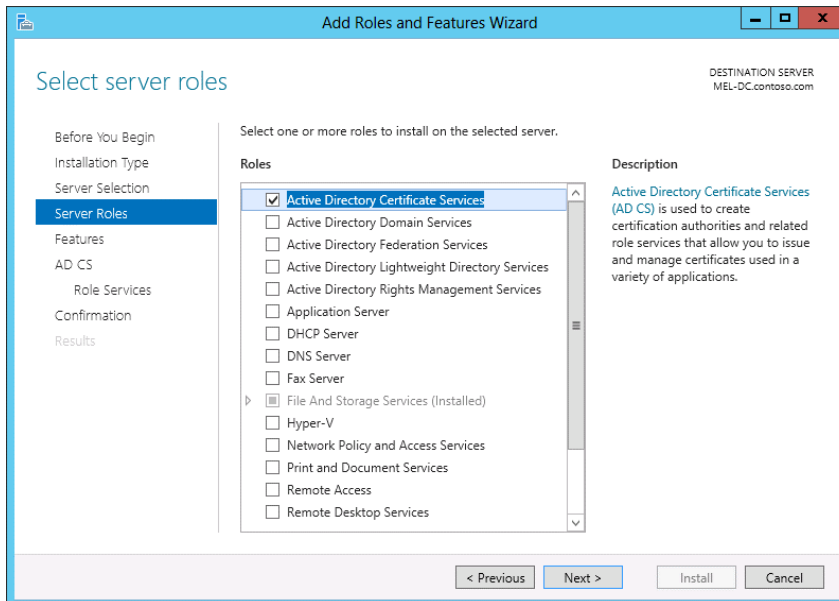 Add Roles and Features Wizard
Select server roles
DESTINATION SERVER
MEL-DC.contoso.com
Before You Begin
Installation Type
Server Selection
Server Roles
Features
AD CS
Role Services
Confirmation
Results
Select one or more roles to install on the selected server.
Roles
Active Directory Certificate Services
Active Directory Domain Services
Active Directory Federation Services
Active Directory Lightweight Directory Services
Active Directory Rights Management Services
Application Server
DHCP Server
DNS Server
Fax Server
File And Storage Services (Installed)
Hyper-V
Network Policy and Access Services
Print and Document Services
Remote Access
Remote Desktop Services
Description
Active Directory Certificate Services
(AD CS) is used to create
certification authorities and related
role services that allow you to issue
and manage certificates used in a
variety of applications.
< Previous
Next >
Install
Cancel